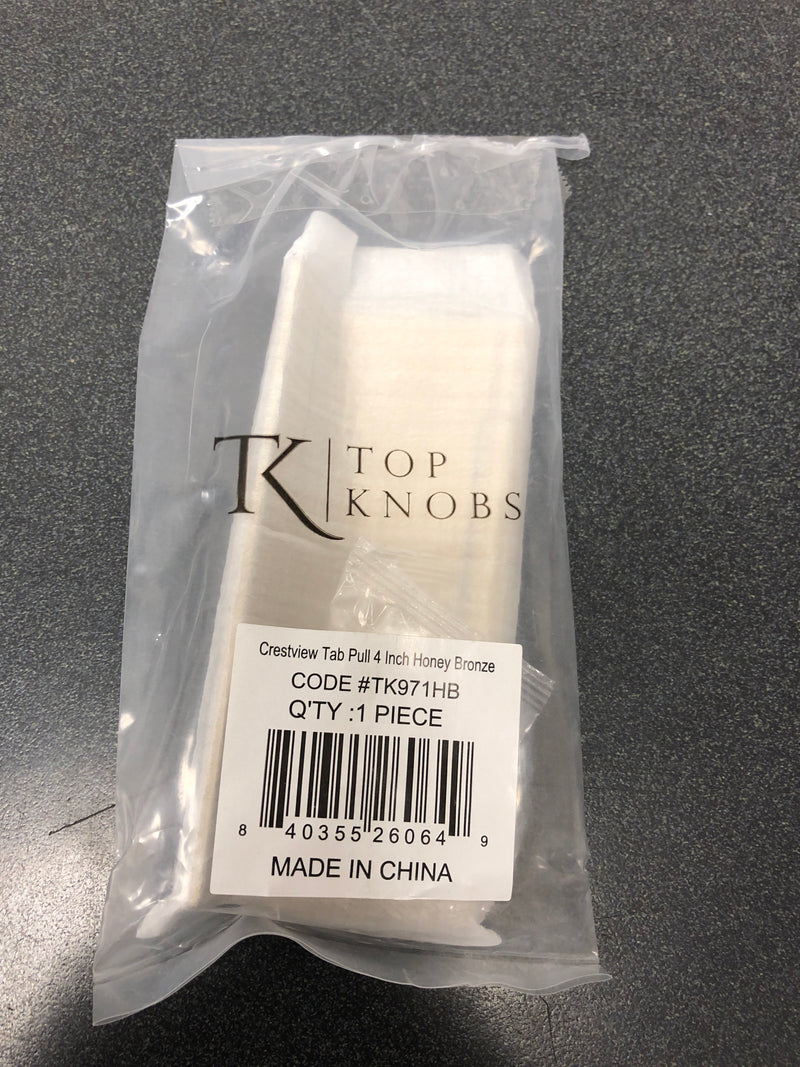 TK TOP
KNOBS
Crestview Tab Pull 4 Inch Honey Bronze
CODE #TK971HB
Q'TY :1 PIECE
8 40355 26064 9
MADE IN CHINA